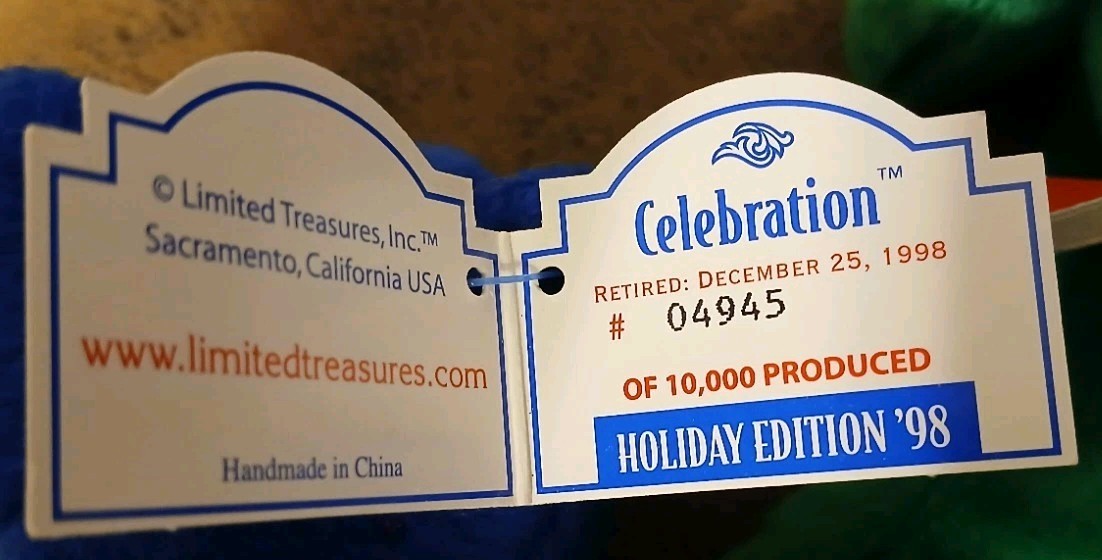 © Limited Treasures, Inc.™
Sacramento, California USA
www.limitedtreasures.com
Handmade in China
Celebration™
RETIRED: DECEMBER 25, 1998
# 04945
OF 10,000 PRODUCED
HOLIDAY EDITION '98